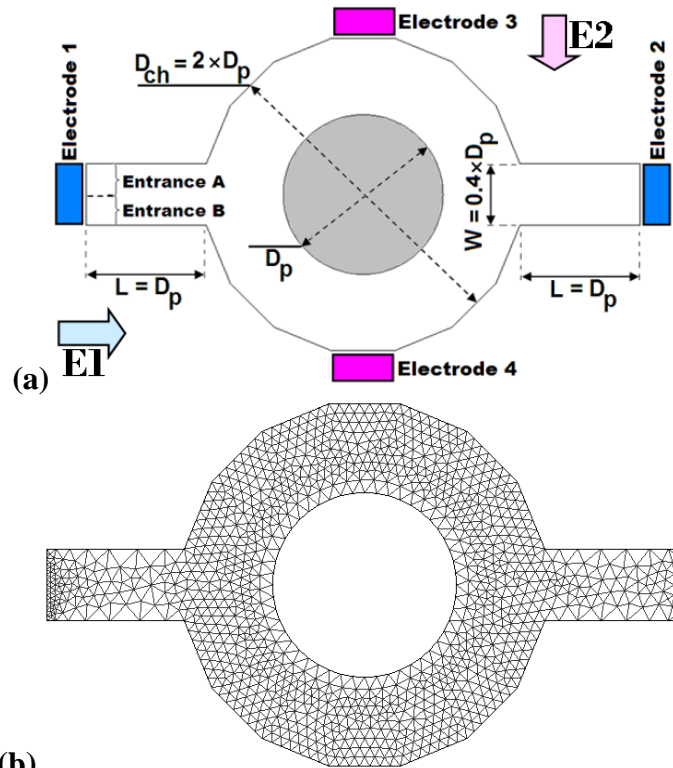 Electrode 3
E2
Electrode 1
D_ch = 2 × D_p
Electrode 2
Entrance A
Entrance B
W = 0.4×D_p
D_p
L = D_p
L = D_p
E1
(a)
Electrode 4
(b)